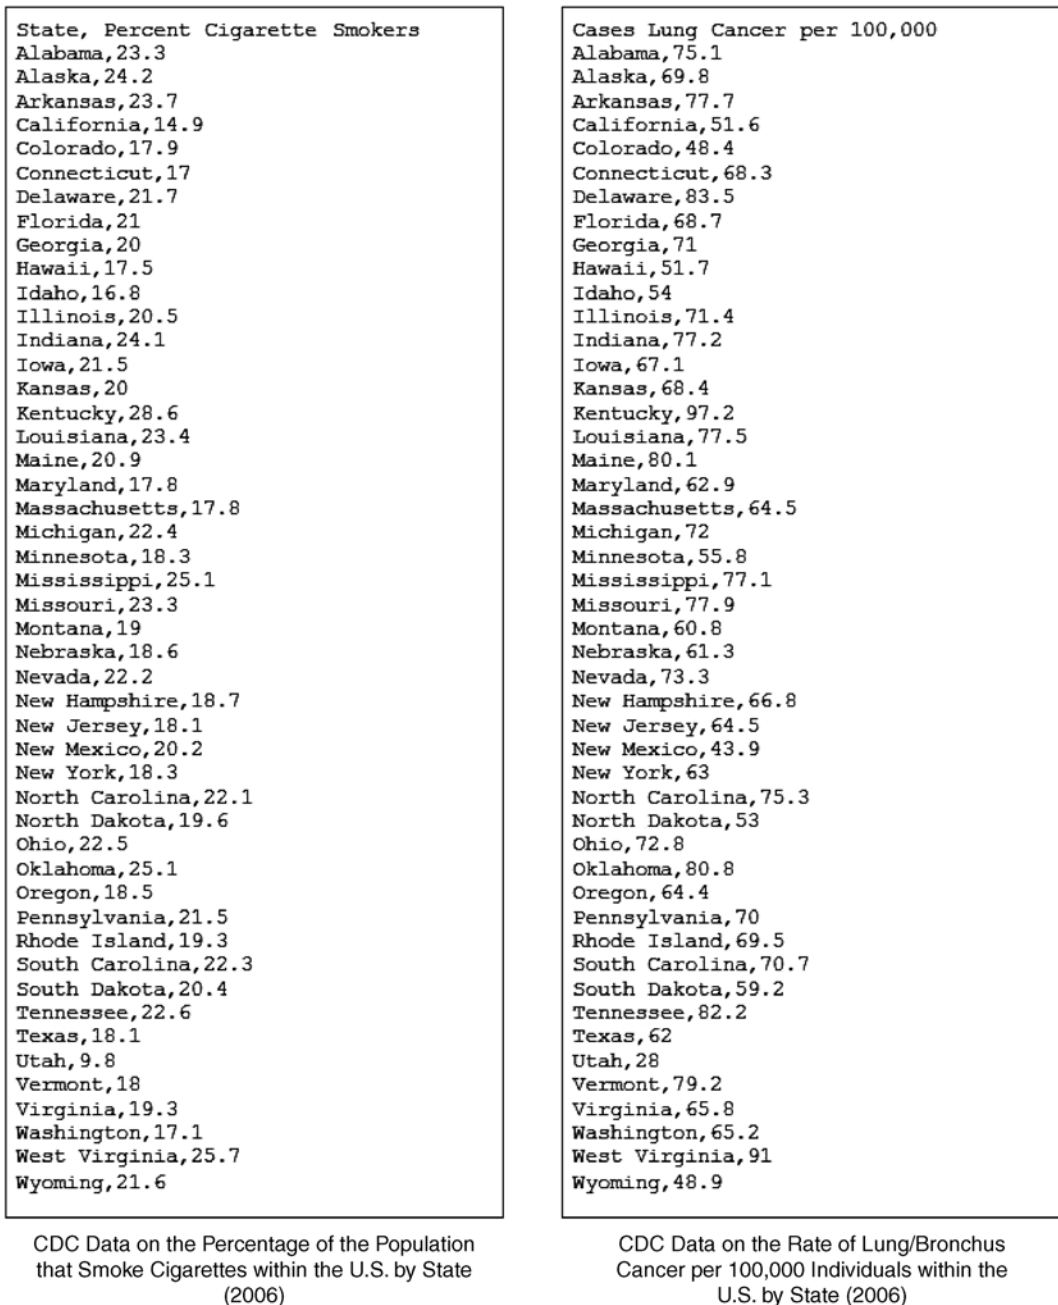 State, Percent Cigarette Smokers
Alabama,23.3
Alaska,24.2
Arkansas,23.7
California,14.9
Colorado,17.9
Connecticut,17
Delaware,21.7
Florida,21
Georgia,20
Hawaii,17.5
Idaho,16.8
Illinois,20.5
Indiana,24.1
Iowa,21.5
Kansas,20
Kentucky,28.6
Louisiana,23.4
Maine,20.9
Maryland,17.8
Massachusetts,17.8
Michigan,22.4
Minnesota,18.3
Mississippi,25.1
Missouri,23.3
Montana,19
Nebraska,18.6
Nevada,22.2
New Hampshire,18.7
New Jersey,18.1
New Mexico,20.2
New York,18.3
North Carolina,22.1
North Dakota,19.6
Ohio,22.5
Oklahoma,25.1
Oregon,18.5
Pennsylvania,21.5
Rhode Island,19.3
South Carolina,22.3
South Dakota,20.4
Tennessee,22.6
Texas,18.1
Utah,9.8
Vermont,18
Virginia,19.3
Washington,17.1
West Virginia,25.7
Wyoming,21.6
CDC Data on the Percentage of the Population
that Smoke Cigarettes within the U.S. by State
(2006)
Cases Lung Cancer per 100,000
Alabama,75.1
Alaska,69.8
Arkansas,77.7
California,51.6
Colorado,48.4
Connecticut,68.3
Delaware,83.5
Florida,68.7
Georgia,71
Hawaii,51.7
Idaho,54
Illinois,71.4
Indiana,77.2
Iowa,67.1
Kansas,68.4
Kentucky,97.2
Louisiana,77.5
Maine,80.1
Maryland,62.9
Massachusetts,64.5
Michigan,72
Minnesota,55.8
Mississippi,77.1
Missouri,77.9
Montana,60.8
Nebraska,61.3
Nevada,73.3
New Hampshire,66.8
New Jersey,64.5
New Mexico,43.9
New York,63
North Carolina,75.3
North Dakota,53
Ohio,72.8
Oklahoma,80.8
Oregon,64.4
Pennsylvania,70
Rhode Island,69.5
South Carolina,70.7
South Dakota,59.2
Tennessee,82.2
Texas,62
Utah,28
Vermont,79.2
Virginia,65.8
Washington,65.2
West Virginia,91
Wyoming,48.9
CDC Data on the Rate of Lung/Bronchus
Cancer per 100,000 Individuals within the
U.S. by State (2006)